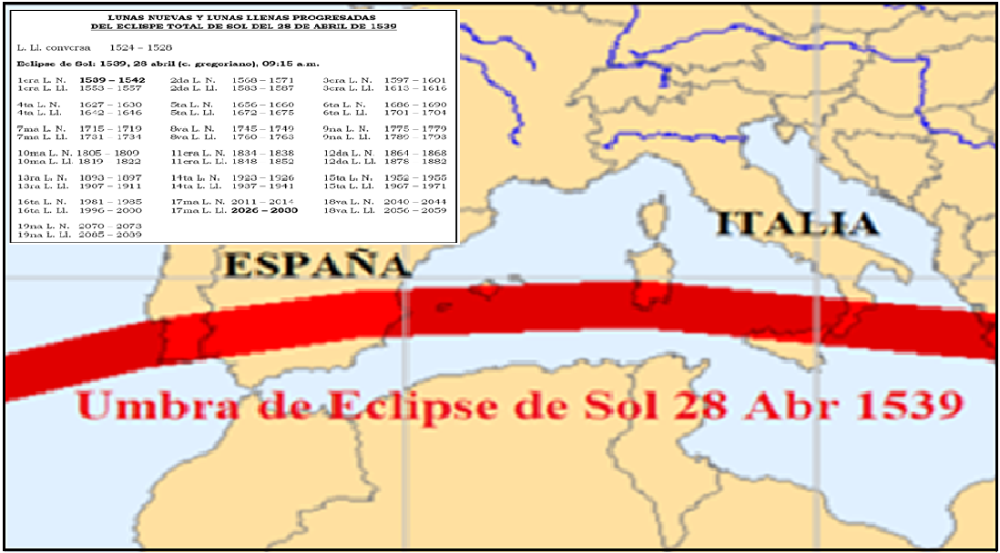 LUNAS NUEVAS Y LUNAS LLENAS PROGRESADAS
DEL ECLISPE TOTAL DE SOL DEL 28 DE ABRIL DE 1539
L. Ll. conversa 1524 – 1528
Eclipse de Sol: 1539, 28 abril (c. gregoriano), 09:15 a.m.
1era L. N. 1539 – 1542 2da L. N. 1568 – 1571 3era L. N. 1597 – 1601
1era L. Ll. 1553 – 1557 2da L. Ll. 1583 – 1587 3era L. Ll. 1613 – 1616
4ta L. N. 1627 – 1630 5ta L. N. 1656 – 1660 6ta L. N. 1686 – 1690
4ta L. Ll. 1642 – 1646 5ta L. Ll. 1672 – 1675 6ta L. Ll. 1701 – 1704
7ma L. N. 1715 – 1719 8va L. N. 1745 – 1749 9na L. N. 1775 – 1779
7ma L. Ll. 1731 – 1734 8va L. Ll. 1760 – 1763 9na L. Ll. 1789 – 1793
10ma L. N. 1805 – 1809 11era L. N. 1834 – 1838 12da L. N. 1864 – 1868
10ma L. Ll. 1819 – 1822 11era L. Ll. 1848 – 1852 12da L. Ll. 1878 – 1882
13ra L. N. 1893 – 1897 14ta L. N. 1923 – 1926 15ta L. N. 1952 – 1955
13ra L. Ll. 1907 – 1911 14ta L. Ll. 1937 – 1941 15ta L. Ll. 1967 – 1971
16ta L. N. 1981 – 1985 17ma L. N. 2011 – 2014 18va L. N. 2040 – 2044
16ta L. Ll. 1996 – 2000 17ma L. Ll. 2026 – 2030 18va L. Ll. 2056 – 2059
19na L. N. 2070 – 2073
19na L. Ll. 2085 – 2089
ITALIA
ESPAÑA
Umbra de Eclipse de Sol 28 Abr 1539